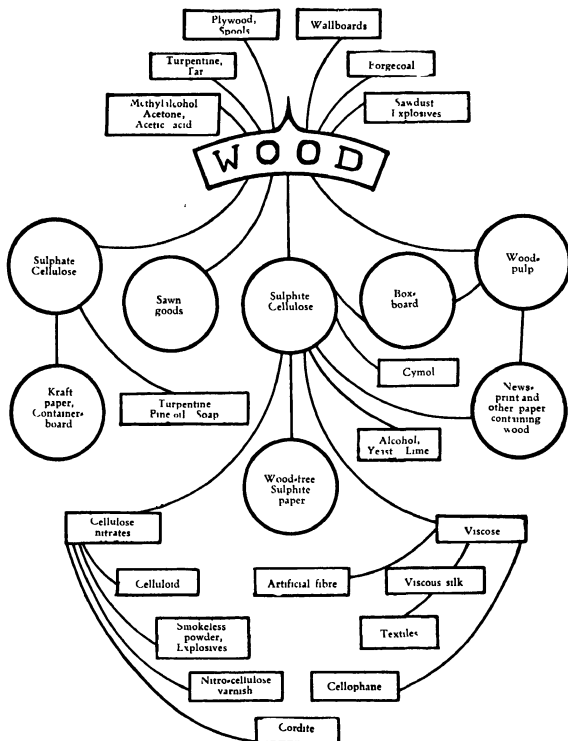 Plywood,
Spools
Wallboards
Turpentine,
Tar
Forgecoal
Methylalcohol
Acetone,
Acetic acid
Sawdust
Explosives
WOOD
Sulphate
Cellulose
Sawn
goods
Sulphite
Cellulose
Box-
board
Wood-
pulp
Cymol
Kraft
paper,
Container-
board
Turpentine
Pine oil Soap
Alcohol,
Yeast Lime
News-
print and
other paper
containing
wood
Wood-free
Sulphite
paper
Cellulose
nitrates
Viscose
Celluloid
Artificial fibre
Viscous silk
Smokeless
powder,
Explosives
Textiles
Nitro-cellulose
varnish
Cellophane
Cordite